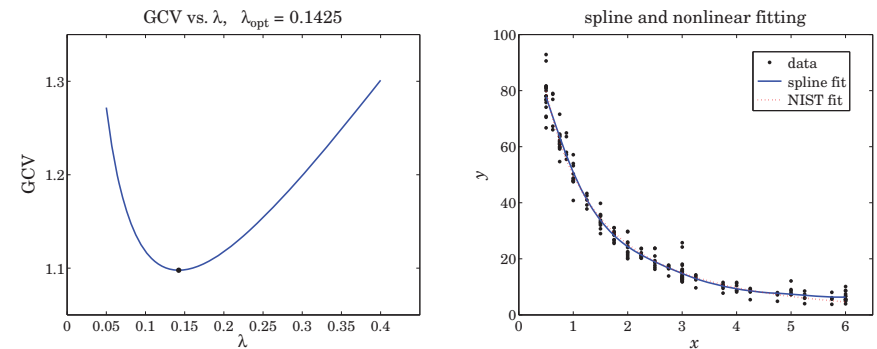 GCV vs. λ, λopt = 0.1425
GCV
1.3
1.2
1.1
0 0.05 0.1 0.15 0.2 0.25 0.3 0.35 0.4
λ
spline and nonlinear fitting
data
spline fit
NIST fit
y
100
80
60
40
20
0
0 1 2 3 4 5 6
x